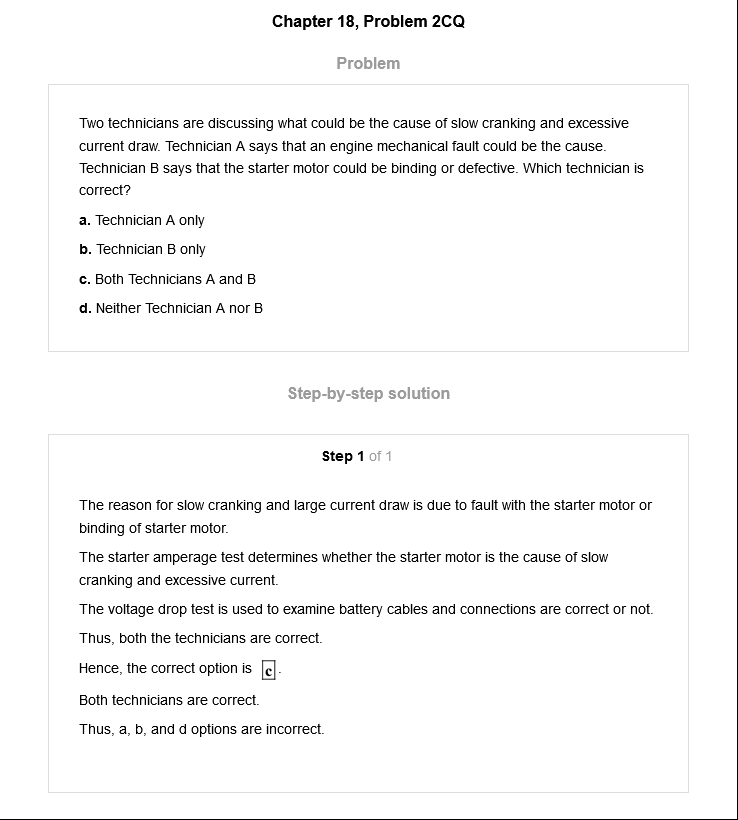 Chapter 18, Problem 2CQ
Problem
Two technicians are discussing what could be the cause of slow cranking and excessive
current draw. Technician A says that an engine mechanical fault could be the cause.
Technician B says that the starter motor could be binding or defective. Which technician is
correct?
a. Technician A only
b. Technician B only
c. Both Technicians A and B
d. Neither Technician A nor B
Step-by-step solution
Step 1 of 1
The reason for slow cranking and large current draw is due to fault with the starter motor or
binding of starter motor.
The starter amperage test determines whether the starter motor is the cause of slow
cranking and excessive current.
The voltage drop test is used to examine battery cables and connections are correct or not.
Thus, both the technicians are correct.
Hence, the correct option is c.
Both technicians are correct.
Thus, a, b, and d options are incorrect.